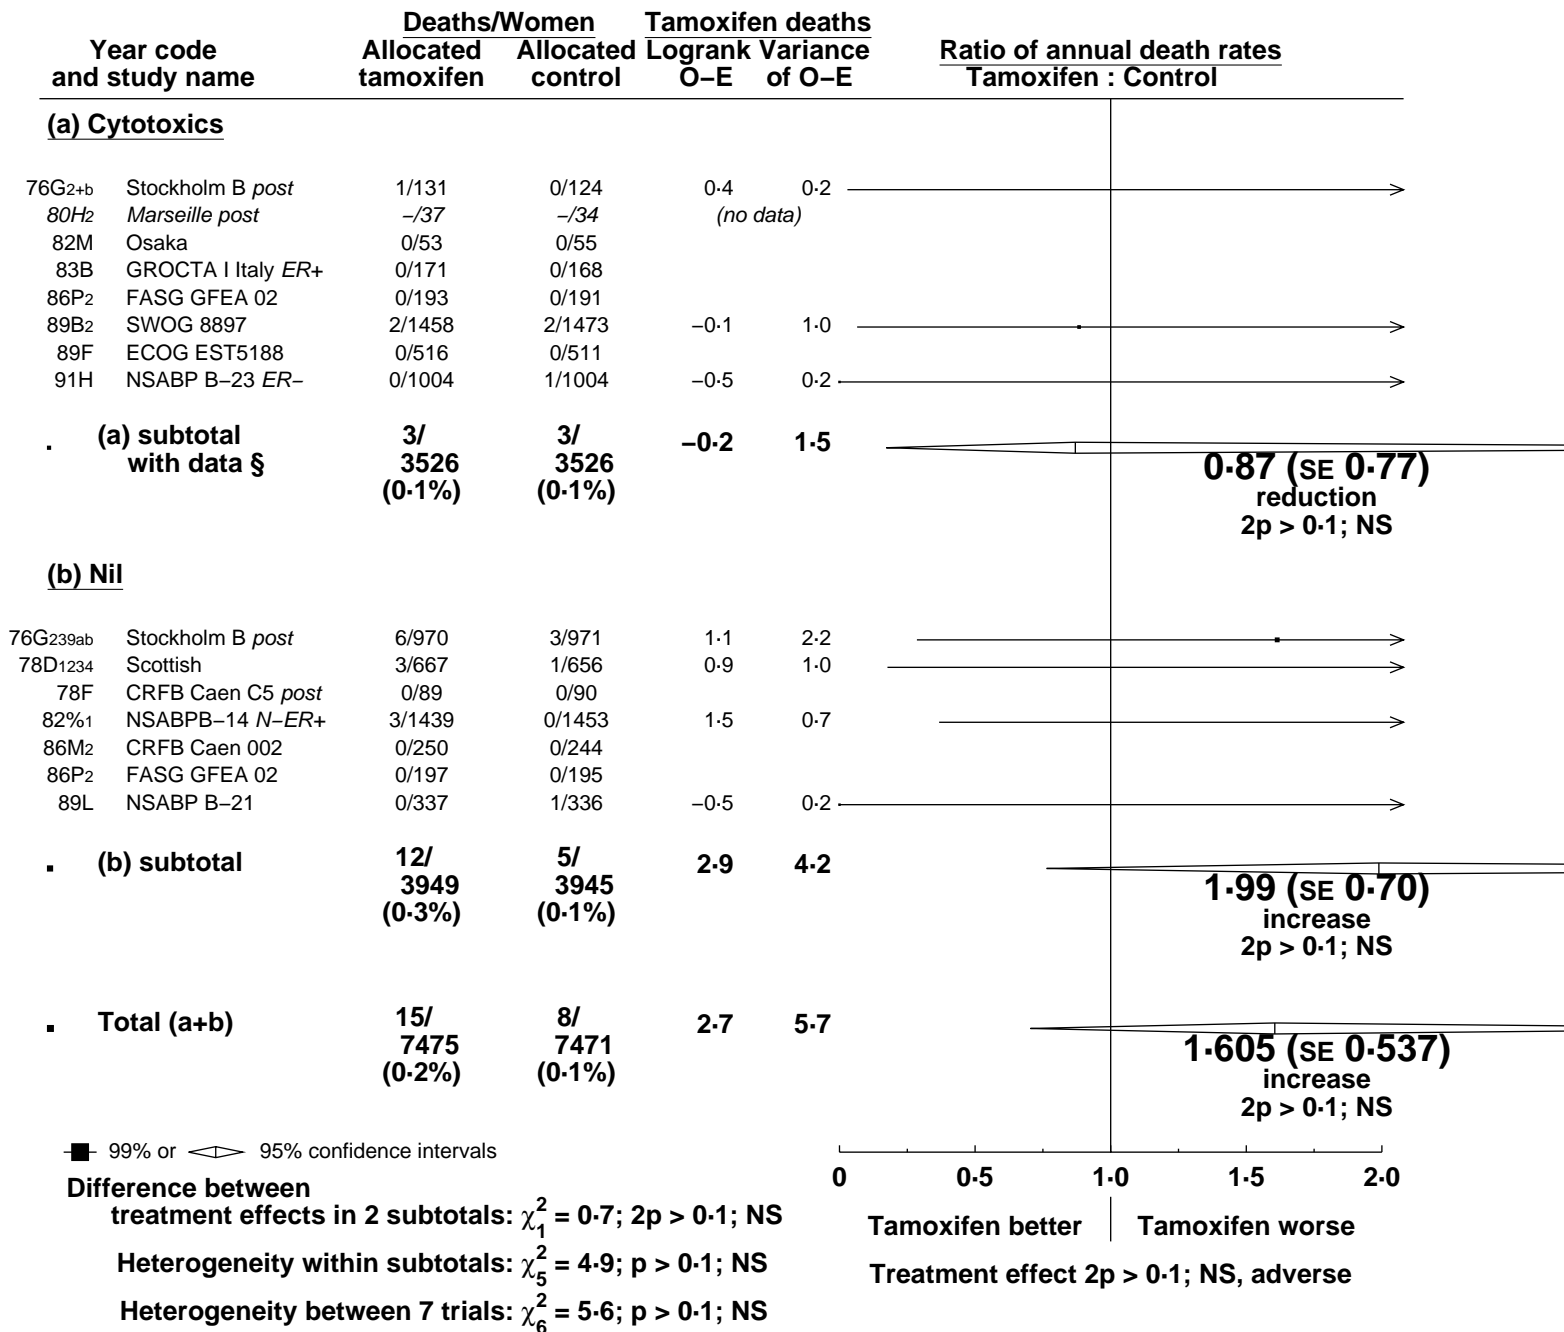 Deaths/Women Tamoxifen deaths
Year code Allocated Allocated Logrank Variance Ratio of annual death rates
and study name tamoxifen control O–E of O–E Tamoxifen : Control
(a) Cytotoxics
76G2+b Stockholm B post 1/131 0/124 0·4 0·2
80H2 Marseille post –/37 –/34 (no data)
82M Osaka 0/53 0/55
83B GROCTA I Italy ER+ 0/171 0/168
86P2 FASG GFEA 02 0/193 0/191
89B2 SWOG 8897 2/1458 2/1473 –0·1 1·0
89F ECOG EST5188 0/516 0/511
91H NSABP B–23 ER– 0/1004 1/1004 –0·5 0·2
(a) subtotal 3/ 3/ –0·2 1·5
with data § 3526 3526 0·87 (SE 0·77)
(0·1%) (0·1%) reduction
2p > 0·1; NS
(b) Nil
76G239ab Stockholm B post 6/970 3/971 1·1 2·2
78D1234 Scottish 3/667 1/656 0·9 1·0
78F CRFB Caen C5 post 0/89 0/90
82%1 NSABPB–14 N–ER+ 3/1439 0/1453 1·5 0·7
86M2 CRFB Caen 002 0/250 0/244
86P2 FASG GFEA 02 0/197 0/195
89L NSABP B–21 0/337 1/336 –0·5 0·2
(b) subtotal 12/ 5/ 2·9 4·2
3949 3945 1·99 (SE 0·70)
(0·3%) (0·1%) increase
2p > 0·1; NS
Total (a+b) 15/ 8/ 2·7 5·7
7475 7471 1·605 (SE 0·537)
(0·2%) (0·1%) increase
2p > 0·1; NS
99% or 95% confidence intervals
0 0·5 1·0 1·5 2·0
Difference between
treatment effects in 2 subtotals: χ²₁ = 0·7; 2p > 0·1; NS
Tamoxifen better Tamoxifen worse
Heterogeneity within subtotals: χ²₅ = 4·9; p > 0·1; NS
Treatment effect 2p > 0·1; NS, adverse
Heterogeneity between 7 trials: χ²₆ = 5·6; p > 0·1; NS